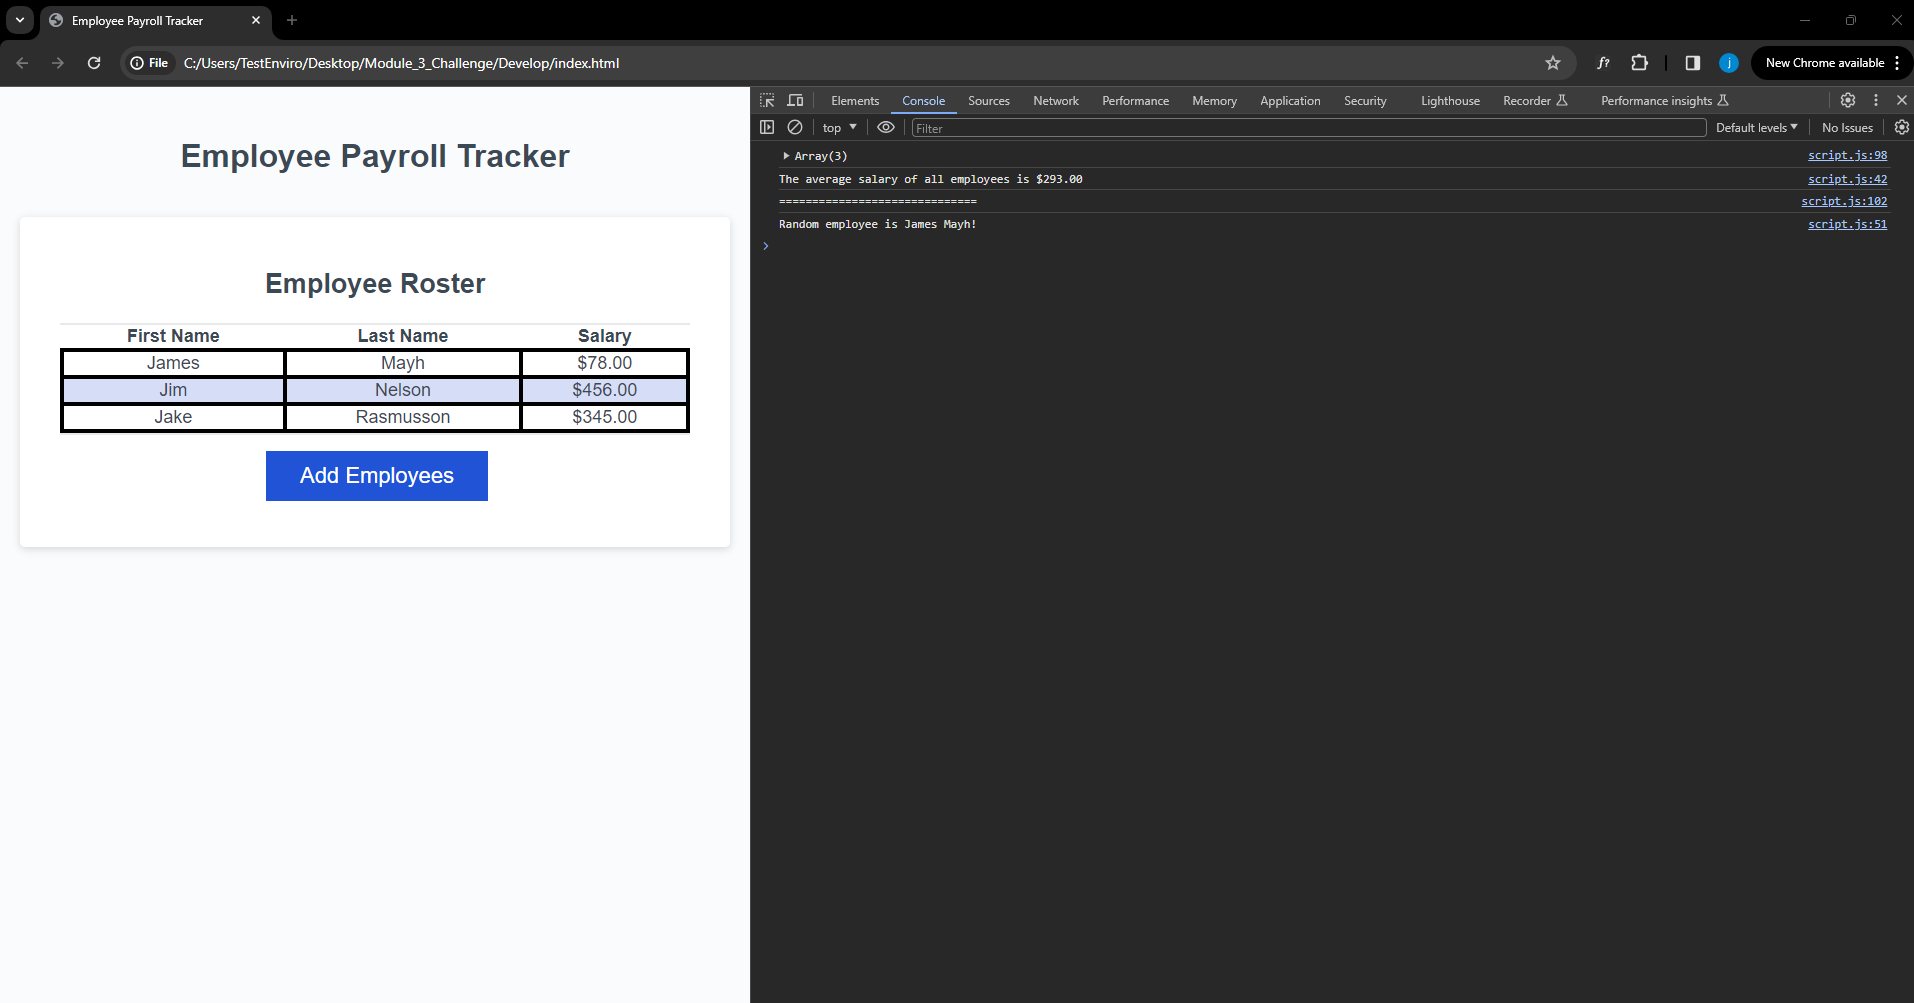 Employee Payroll Tracker
File C:/Users/TestEnviro/Desktop/Module_3_Challenge/Develop/index.html
f?
j
New Chrome available
Employee Payroll Tracker
Employee Roster
First Name Last Name Salary
James Mayh $78.00
Jim Nelson $456.00
Jake Rasmusson $345.00
Add Employees
Elements Console Sources Network Performance Memory Application Security Lighthouse Recorder Performance insights
top Filter Default levels No Issues
Array(3) script.js:98
The average salary of all employees is $293.00 script.js:42
============================== script.js:102
Random employee is James Mayh! script.js:51